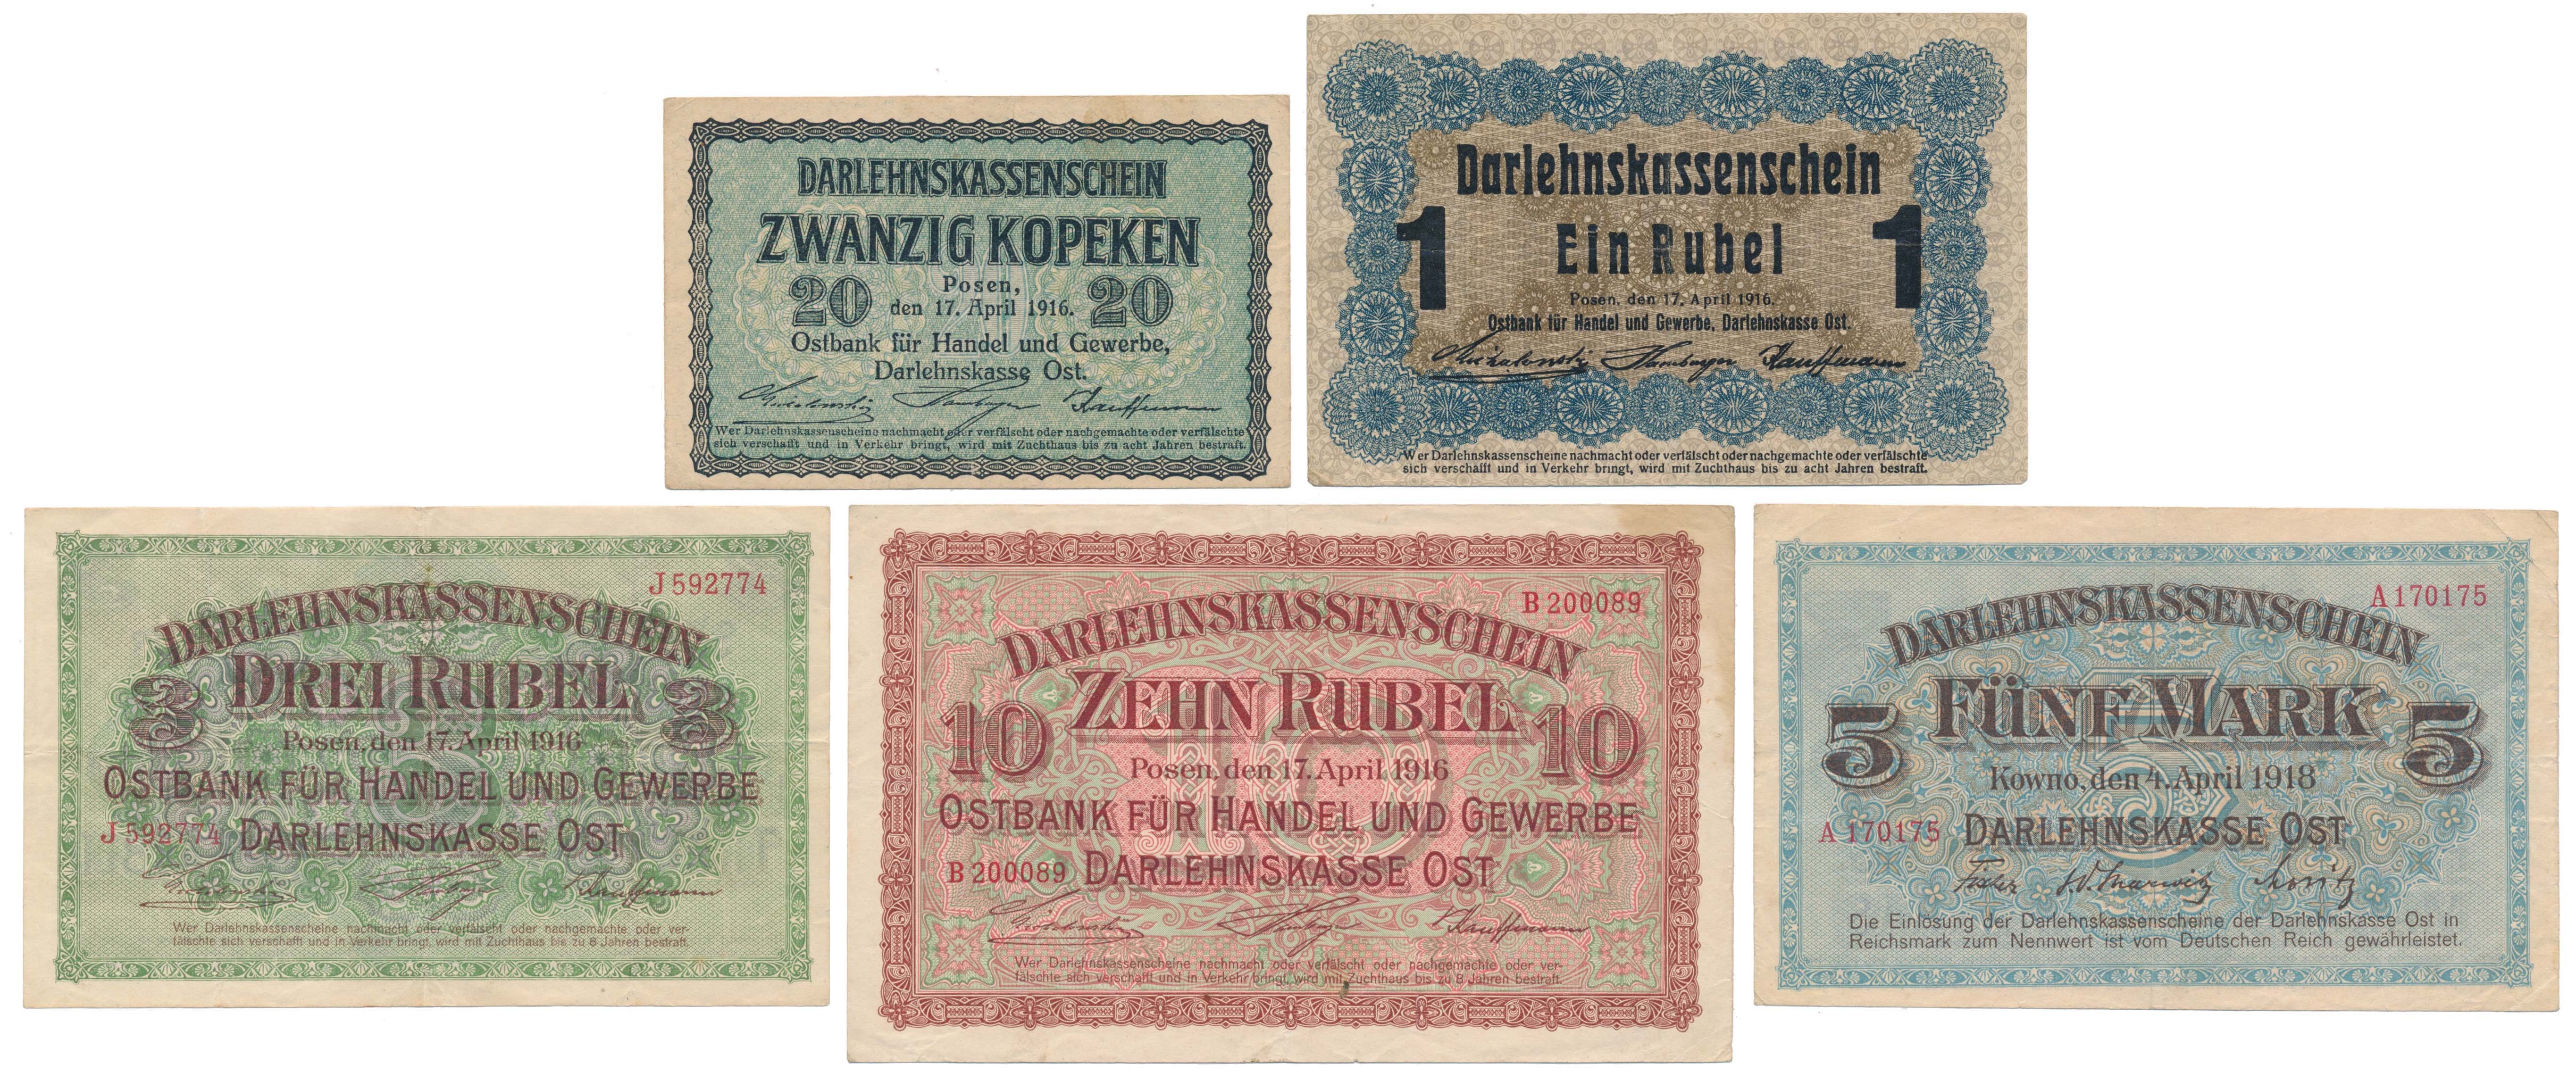 DARLEHNSKASSENSCHEIN
ZWANZIG KOPEKEN
20 Posen, 20
den 17. April 1916.
Ostbank für Handel und Gewerbe,
Darlehnskasse Ost.
Kauffmann
Wer Darlehnskassenscheine nachmacht oder verfälscht oder nachgemachte oder verfälschte
sich verschafft und in Verkehr bringt, wird mit Zuchthaus bis zu acht Jahren bestraft.
Darlehnskassenschein
1 Ein Rubel 1
Posen, den 17. April 1916.
Ostbank für Handel und Gewerbe, Darlehnskasse Ost.
Michalowsky Hamburger Kauffmann
Wer Darlehnskassenscheine nachmacht oder verfälscht oder nachgemachte oder verfälschte
sich verschafft und in Verkehr bringt, wird mit Zuchthaus bis zu acht Jahren bestraft.
J 592774
DARLEHNSKASSENSCHEIN
3 DREI RUBEL 3
Posen, den 17. April 1916
OSTBANK FÜR HANDEL UND GEWERBE
J 592774 DARLEHNSKASSE OST
Kauffmann
Wer Darlehnskassenscheine nachmacht oder verfälscht oder nachgemachte oder ver-
fälschte sich verschafft und in Verkehr bringt, wird mit Zuchthaus bis zu 8 Jahren bestraft.
B 200089
DARLEHNSKASSENSCHEIN
10 ZEHN RUBEL 10
Posen, den 17. April 1916
OSTBANK FÜR HANDEL UND GEWERBE
B 200089 DARLEHNSKASSE OST
Kauffmann
Wer Darlehnskassenscheine nachmacht oder verfälscht oder nachgemachte oder ver-
fälschte sich verschafft und in Verkehr bringt, wird mit Zuchthaus bis zu 8 Jahren bestraft.
A 170175
DARLEHNSKASSENSCHEIN
5 FÜNF MARK 5
Kowno, den 4. April 1918
A 170175 DARLEHNSKASSE OST
Die Einlösung der Darlehnskassenscheine der Darlehnskasse Ost in
Reichsmark zum Nennwert ist vom Deutschen Reich gewährleistet.